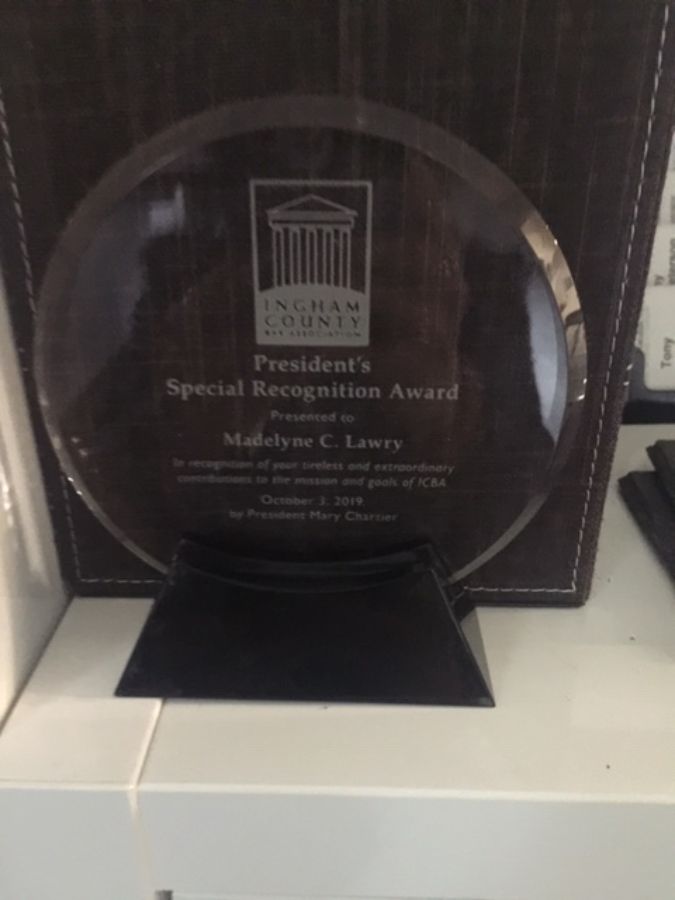 INGHAM
COUNTY
BAR ASSOCIATION
President's
Special Recognition Award
Presented to
Madelyne C. Lawry
In recognition of your tireless and extraordinary
contributions to the mission and goals of ICBA
October 3, 2019
by President Mary Chartier
Tony